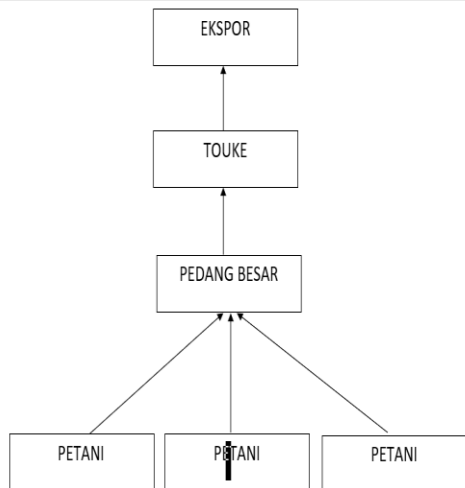 EKSPOR
TOUKE
PEDANG BESAR
PETANI
PETANI
PETANI